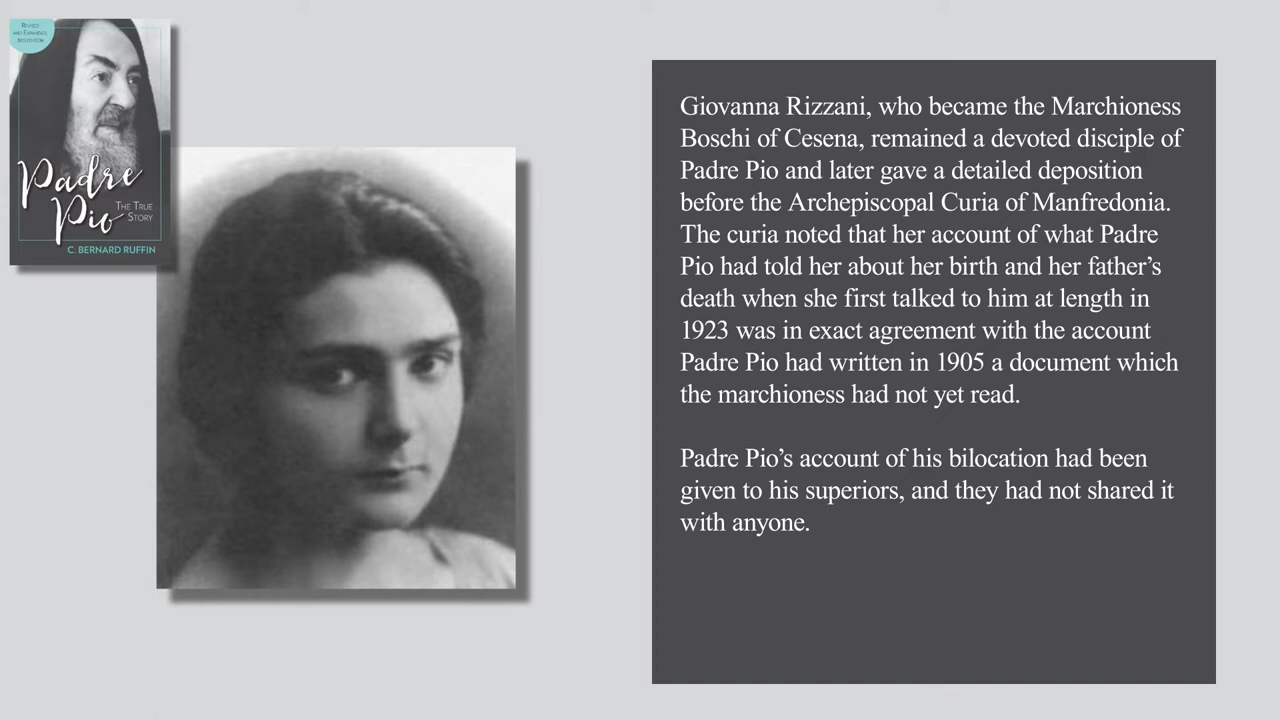 REVISED
AND EXPANDED,
3RD EDITION
Padre
Pio
THE TRUE
STORY
C. BERNARD RUFFIN
Giovanna Rizzani, who became the Marchioness
Boschi of Cesena, remained a devoted disciple of
Padre Pio and later gave a detailed deposition
before the Archepiscopal Curia of Manfredonia.
The curia noted that her account of what Padre
Pio had told her about her birth and her father’s
death when she first talked to him at length in
1923 was in exact agreement with the account
Padre Pio had written in 1905 a document which
the marchioness had not yet read.
Padre Pio’s account of his bilocation had been
given to his superiors, and they had not shared it
with anyone.